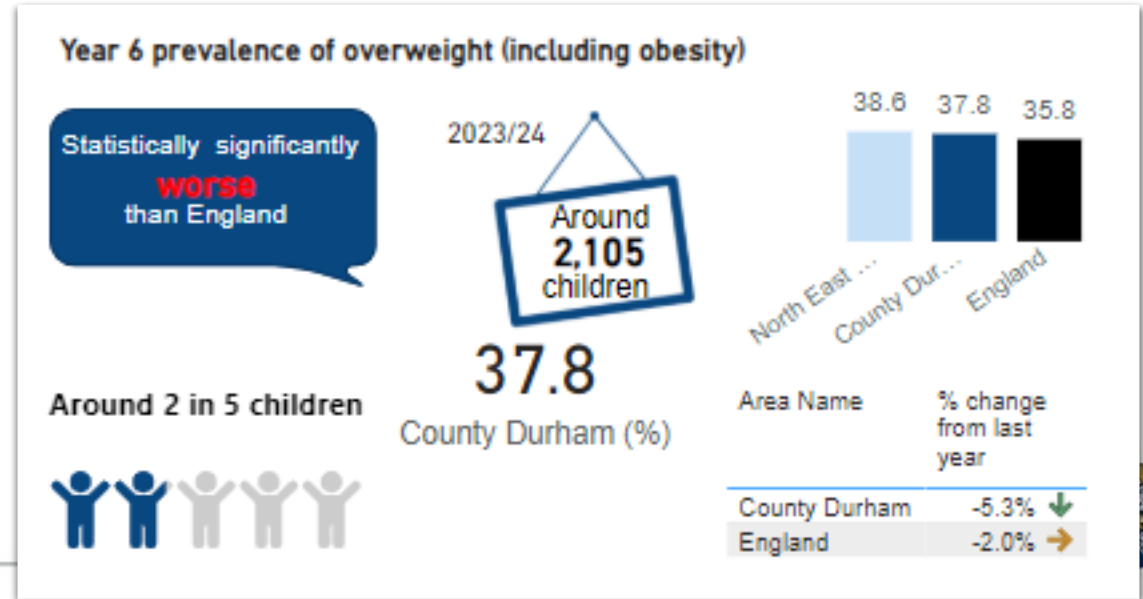 Year 6 prevalence of overweight (including obesity)
Statistically significantly
worse
than England
2023/24
Around
2,105
children
37.8
County Durham (%)
Around 2 in 5 children
38.6 37.8 35.8
North East ...
County Dur...
England
Area Name % change
from last
year
County Durham -5.3%
England -2.0%